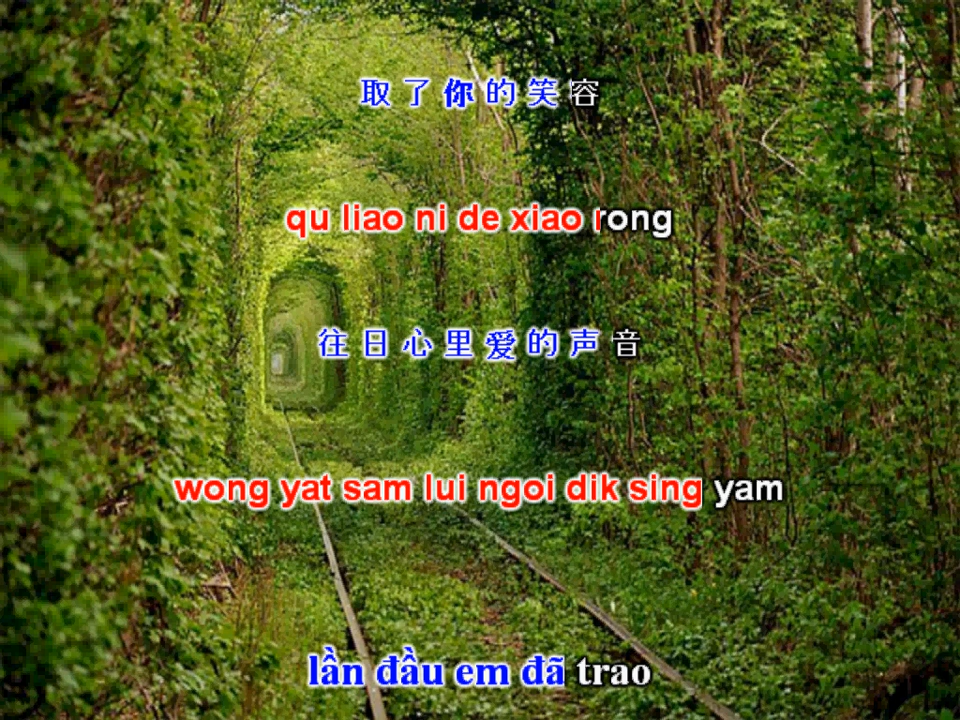 取了你的笑容
qu liao ni de xiao rong
往日心里爱的声音
wong yat sam lui ngoi dik sing yam
lần đầu em đã trao